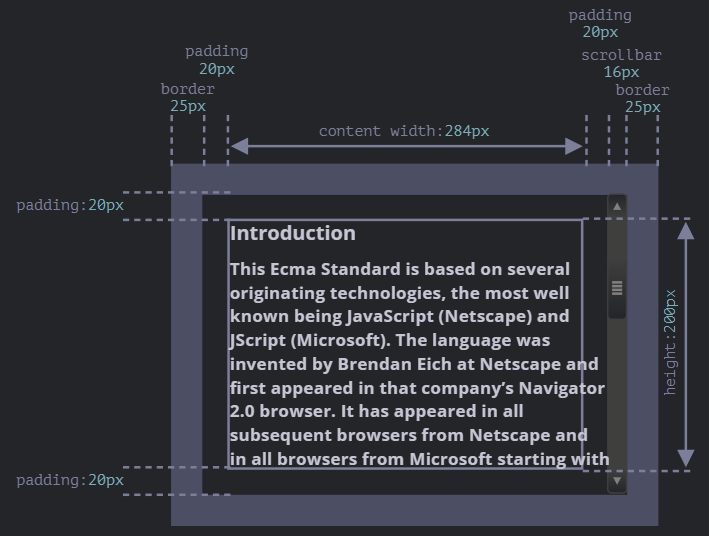 padding
20px
padding
20px
scrollbar
16px
border
25px
border
25px
content width:284px
padding:20px
Introduction
This Ecma Standard is based on several
originating technologies, the most well
known being JavaScript (Netscape) and
JScript (Microsoft). The language was
invented by Brendan Eich at Netscape and
first appeared in that company’s Navigator
2.0 browser. It has appeared in all
subsequent browsers from Netscape and
in all browsers from Microsoft starting with
height:200px
padding:20px